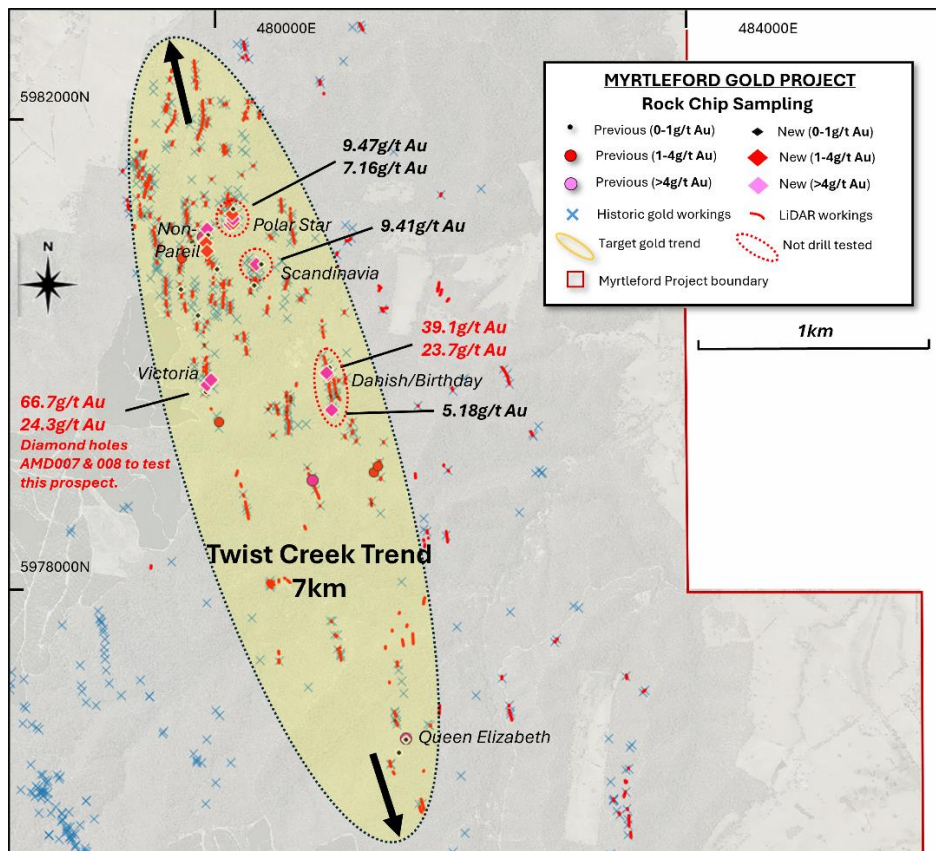 480000E
484000E
5982000N
MYRTLEFORD GOLD PROJECT
Rock Chip Sampling
Previous (0-1g/t Au)
New (0-1g/t Au)
Previous (1-4g/t Au)
New (1-4g/t Au)
Previous (>4g/t Au)
New (>4g/t Au)
Historic gold workings
LiDAR workings
Target gold trend
Not drill tested
Myrtleford Project boundary
9.47g/t Au
7.16g/t Au
Non-
Pareil
Polar Star
9.41g/t Au
Scandinavia
N
1km
39.1g/t Au
23.7g/t Au
Victoria
Danish/Birthday
66.7g/t Au
24.3g/t Au
Diamond holes
AMD007 & 008 to test
this prospect.
5.18g/t Au
Twist Creek Trend
7km
5978000N
Queen Elizabeth